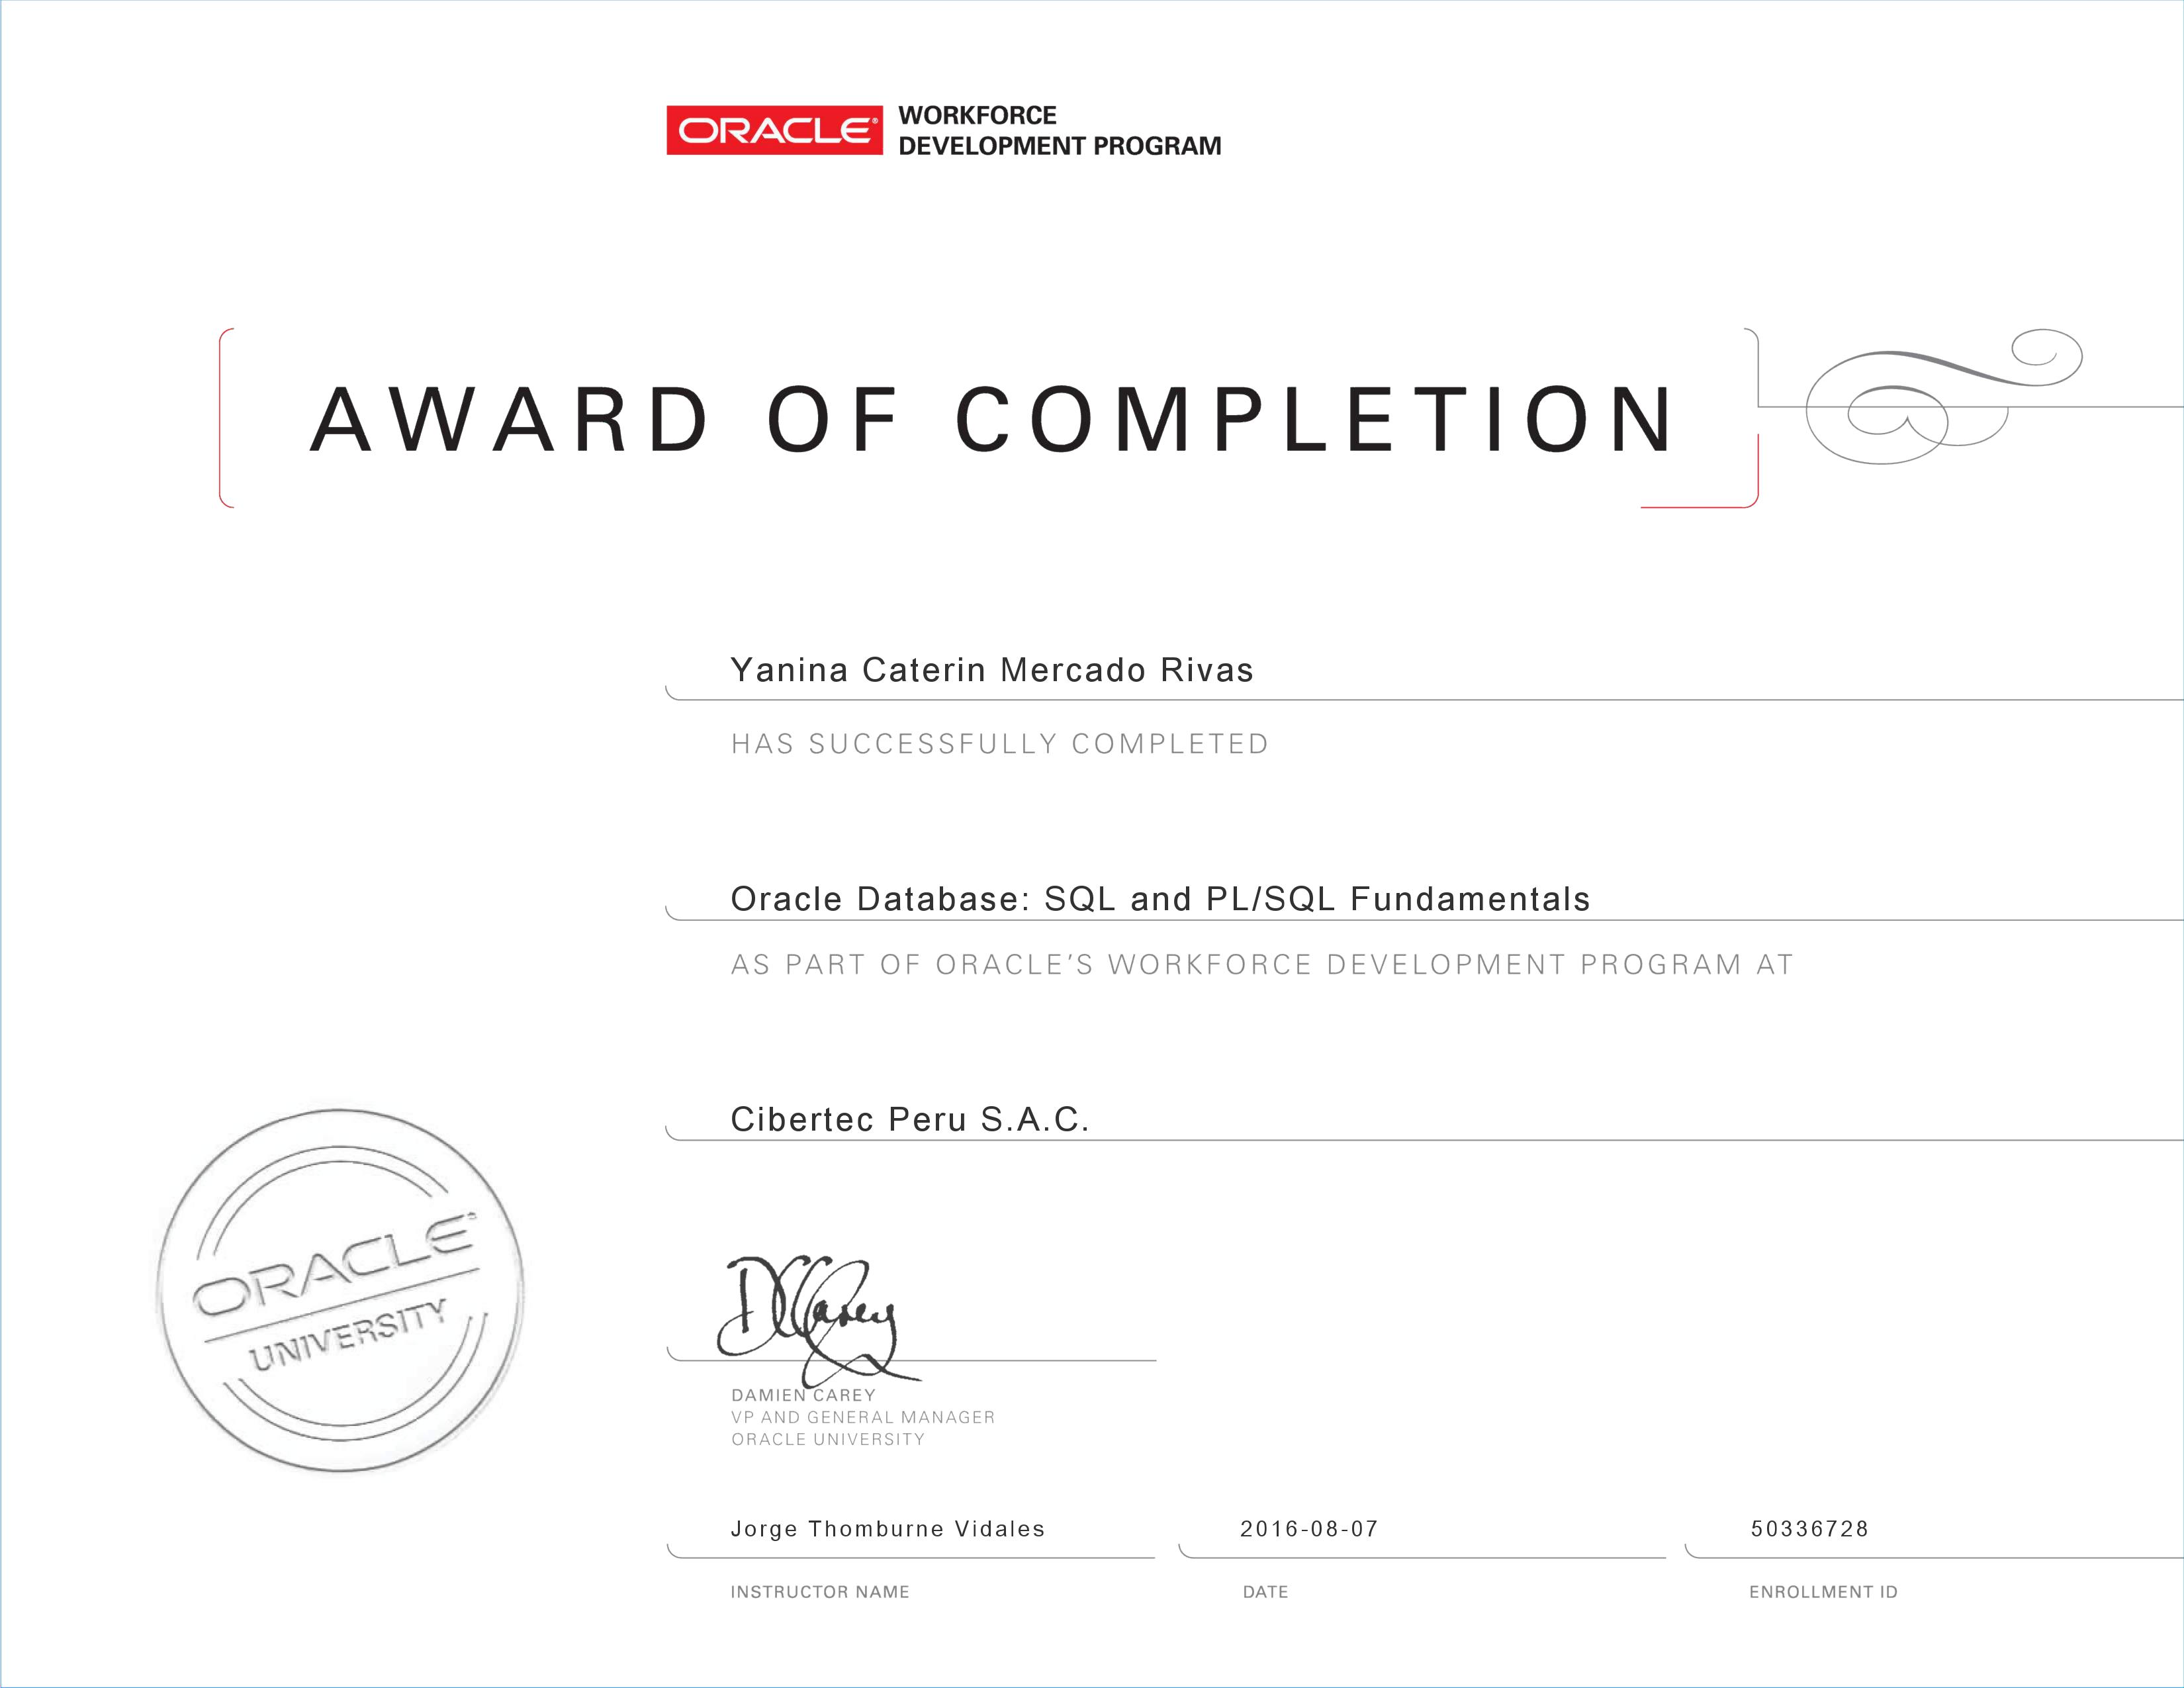 ORACLE® WORKFORCE
DEVELOPMENT PROGRAM
AWARD OF COMPLETION
Yanina Caterin Mercado Rivas
HAS SUCCESSFULLY COMPLETED
Oracle Database: SQL and PL/SQL Fundamentals
AS PART OF ORACLE'S WORKFORCE DEVELOPMENT PROGRAM AT
Cibertec Peru S.A.C.
ORACLE®
UNIVERSITY
DCCarey
DAMIEN CAREY
VP AND GENERAL MANAGER
ORACLE UNIVERSITY
Jorge Thomburne Vidales 2016-08-07 50336728
INSTRUCTOR NAME DATE ENROLLMENT ID